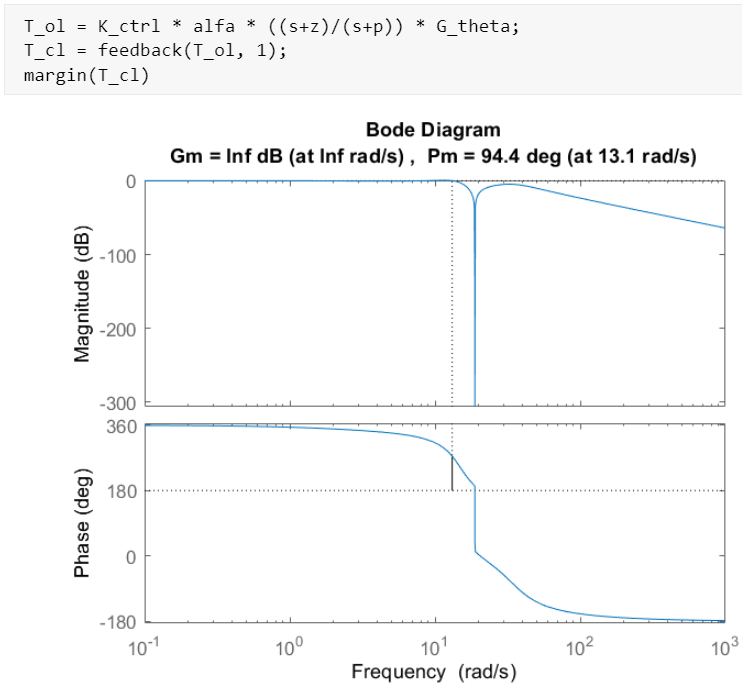 T_ol = K_ctrl * alfa * ((s+z)/(s+p)) * G_theta;
T_cl = feedback(T_ol, 1);
margin(T_cl)
Bode Diagram
Gm = Inf dB (at Inf rad/s) , Pm = 94.4 deg (at 13.1 rad/s)
Magnitude (dB)
0
-100
-200
-300
Phase (deg)
360
180
0
-180
10^-1 10^0 10^1 10^2 10^3
Frequency (rad/s)